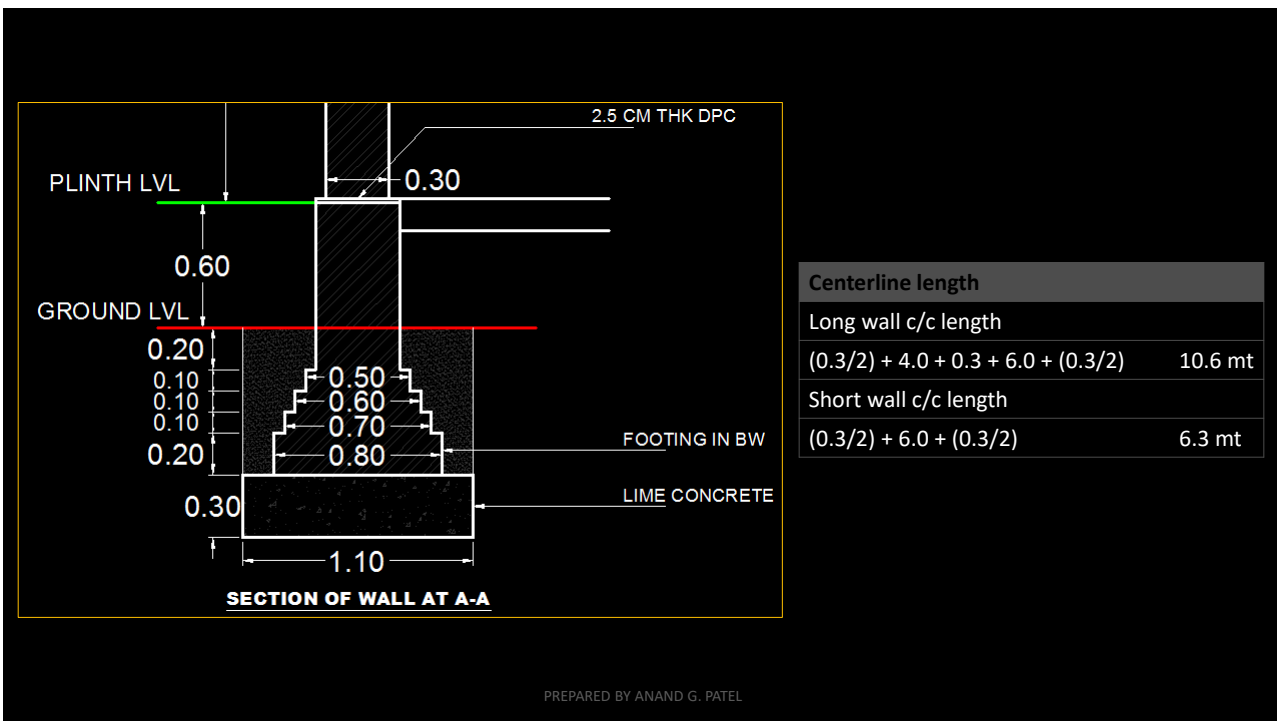 2.5 CM THK DPC
PLINTH LVL
0.30
0.60
GROUND LVL
0.20
0.10
0.10
0.10
0.20
0.50
0.60
0.70
0.80
FOOTING IN BW
LIME CONCRETE
0.30
1.10
SECTION OF WALL AT A-A
Centerline length
Long wall c/c length
(0.3/2) + 4.0 + 0.3 + 6.0 + (0.3/2) 10.6 mt
Short wall c/c length
(0.3/2) + 6.0 + (0.3/2) 6.3 mt
PREPARED BY ANAND G. PATEL